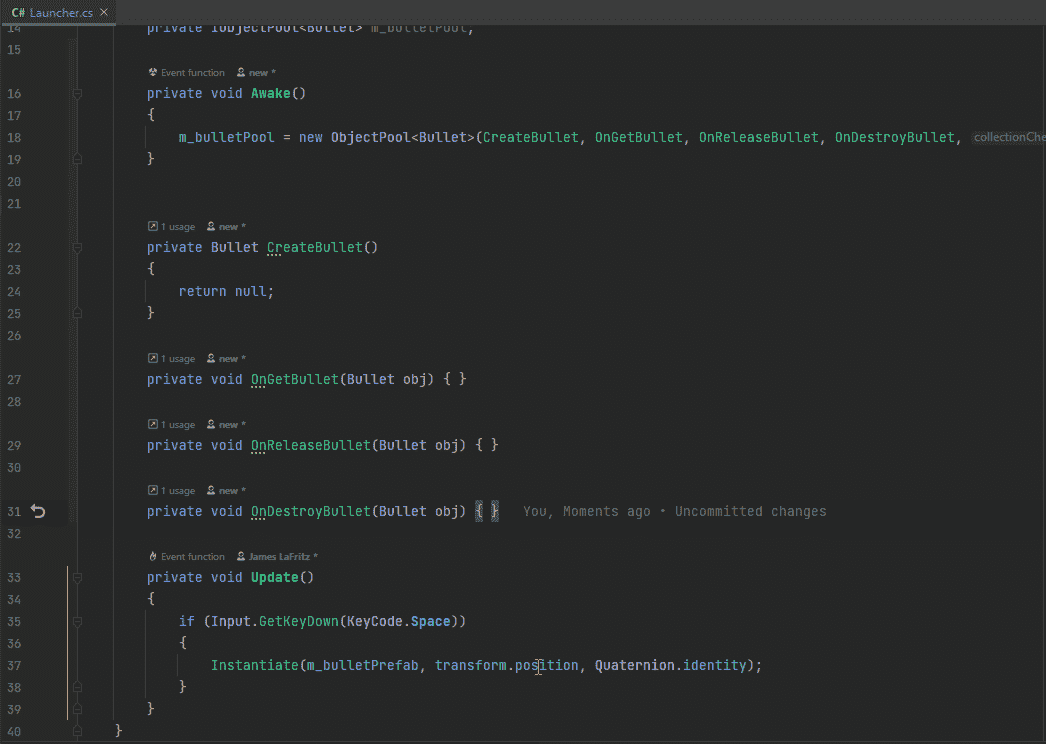 C# Launcher.cs ×
14 private IObjectPool<Bullet> m_bulletPool;
15
Event function new *
16 private void Awake()
17 {
18 m_bulletPool = new ObjectPool<Bullet>(CreateBullet, OnGetBullet, OnReleaseBullet, OnDestroyBullet, collectionChe
19 }
20
21
1 usage new *
22 private Bullet CreateBullet()
23 {
24 return null;
25 }
26
1 usage new *
27 private void OnGetBullet(Bullet obj) { }
28
1 usage new *
29 private void OnReleaseBullet(Bullet obj) { }
30
1 usage new *
31 private void OnDestroyBullet(Bullet obj) { } You, Moments ago • Uncommitted changes
32
Event function James LaFritz *
33 private void Update()
34 {
35 if (Input.GetKeyDown(KeyCode.Space))
36 {
37 Instantiate(m_bulletPrefab, transform.position, Quaternion.identity);
38 }
39 }
40 }